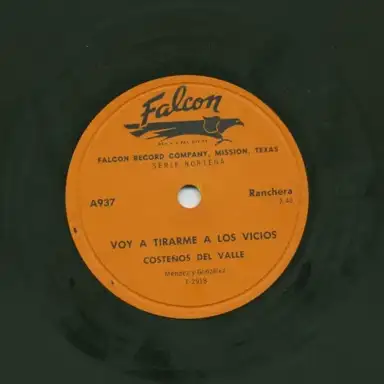 Falcon
FALCON RECORD COMPANY, MISSION, TEXAS
SERIE NORTEÑA
A937
Ranchera
VOY A TIRARME A LOS VICIOS
COSTEÑOS DEL VALLE